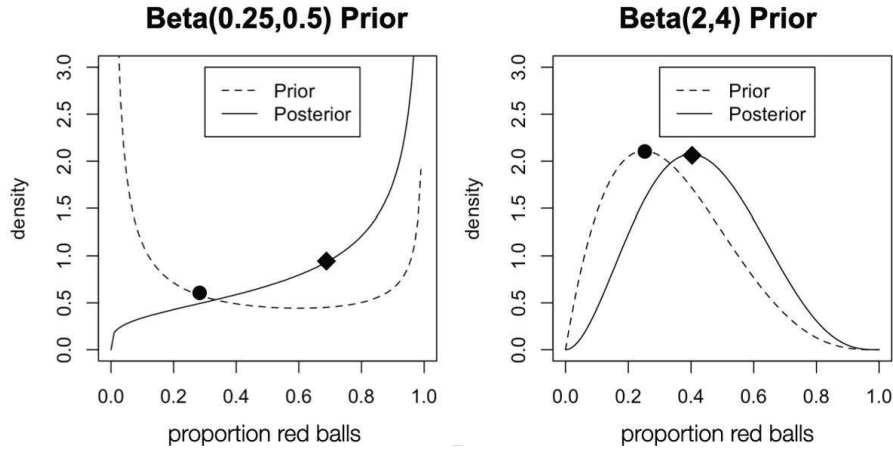 Beta(0.25,0.5) Prior
3.0
2.5
2.0
1.5
1.0
0.5
0.0
density
Prior
Posterior
0.0 0.2 0.4 0.6 0.8 1.0
proportion red balls
Beta(2,4) Prior
3.0
2.5
2.0
1.5
1.0
0.5
0.0
density
Prior
Posterior
0.0 0.2 0.4 0.6 0.8 1.0
proportion red balls